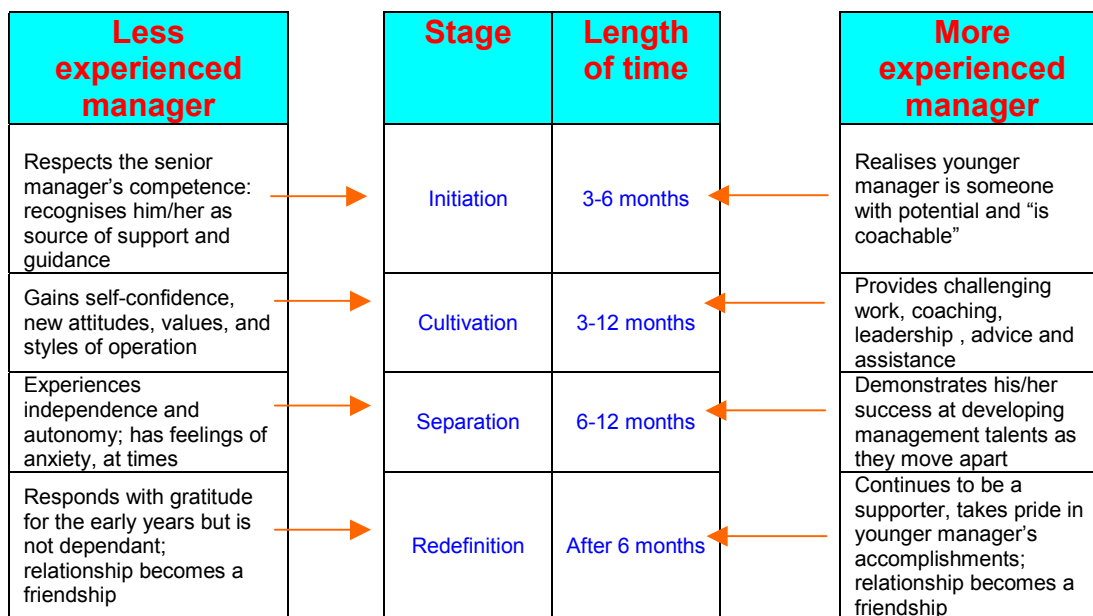 Less
experienced
manager
Stage
Length
of time
More
experienced
manager
Respects the senior
manager’s competence:
recognises him/her as
source of support and
guidance
Initiation
3-6 months
Realises younger
manager is someone
with potential and “is
coachable”
Gains self-confidence,
new attitudes, values, and
styles of operation
Cultivation
3-12 months
Provides challenging
work, coaching,
leadership , advice and
assistance
Experiences
independence and
autonomy; has feelings of
anxiety, at times
Separation
6-12 months
Demonstrates his/her
success at developing
management talents as
they move apart
Responds with gratitude
for the early years but is
not dependant;
relationship becomes a
friendship
Redefinition
After 6 months
Continues to be a
supporter, takes pride in
younger manager’s
accomplishments;
relationship becomes a
friendship